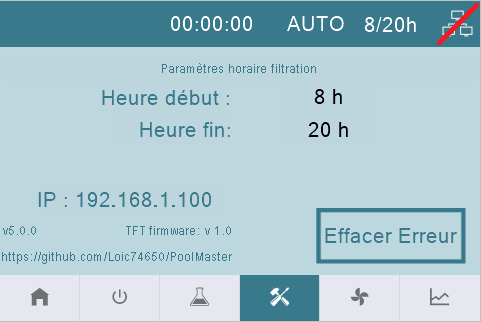 00:00:00 AUTO 8/20h
Paramètres horaire filtration
Heure début : 8 h
Heure fin: 20 h
IP : 192.168.1.100
v5.0.0 TFT firmware: v 1.0
Effacer Erreur
https://github.com/Loic74650/PoolMaster